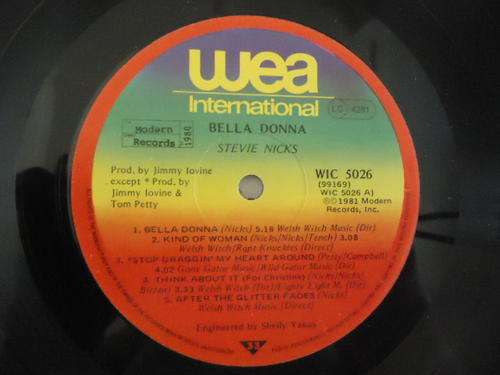 wea
International
LC 4281
BELLA DONNA
Modern
Records
1980
STEVIE NICKS
Prod. by Jimmy Iovine
except * Prod. by
Jimmy Iovine &
Tom Petty
WIC 5026
(99169)
WIC 5026 A)
℗©1981 Modern
Records, Inc.
1. BELLA DONNA (Nicks) 5.16 Welsh Witch Music (Dir)
2. KIND OF WOMAN (Nicks/Nicks/Tench) 3.08
Welsh Witch/Rare Knuckles (Direct)
3. *STOP DRAGGIN' MY HEART AROUND (Petty/Campbell)
4.02 Gone Gator Music/Wild Gator Music (Dir)
4. THINK ABOUT IT (For Christine) (Nicks/Nicks/
Bittan) 3.33 Welsh Witch (Dir)/Eighty Eight M. (Dir)
5. AFTER THE GLITTER FADES (Nicks)
Welsh Witch Music (Direct)
Engineered by Shelly Yakus
33